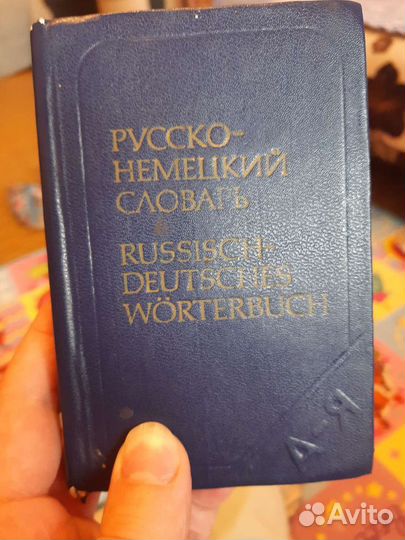 РУССКО-
НЕМЕЦКИЙ
СЛОВАРЬ
RUSSISCH-
DEUTSCHES
WÖRTERBUCH
А-Я
Avito